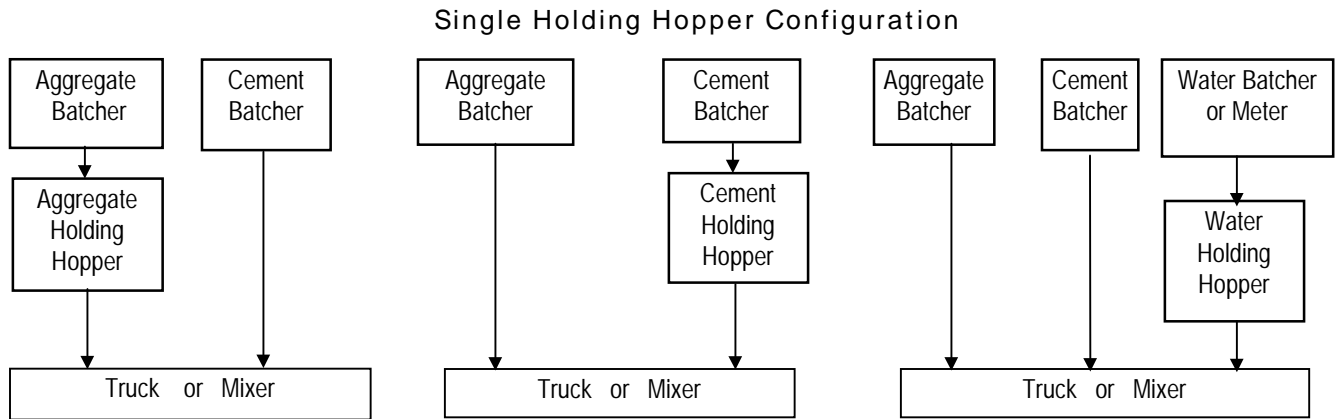 Single Holding Hopper Configuration
Aggregate
Batcher
Cement
Batcher
Aggregate
Holding
Hopper
Truck or Mixer
Aggregate
Batcher
Cement
Batcher
Cement
Holding
Hopper
Truck or Mixer
Aggregate
Batcher
Cement
Batcher
Water Batcher
or Meter
Water
Holding
Hopper
Truck or Mixer